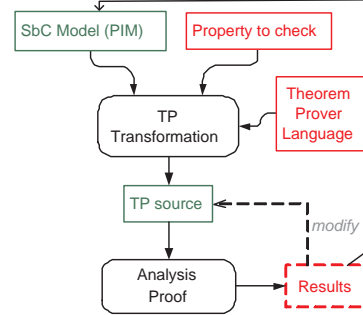 SbC Model (PIM)
Property to check
TP
Transformation
Theorem
Prover
Language
TP source
modify
Analysis
Proof
Results